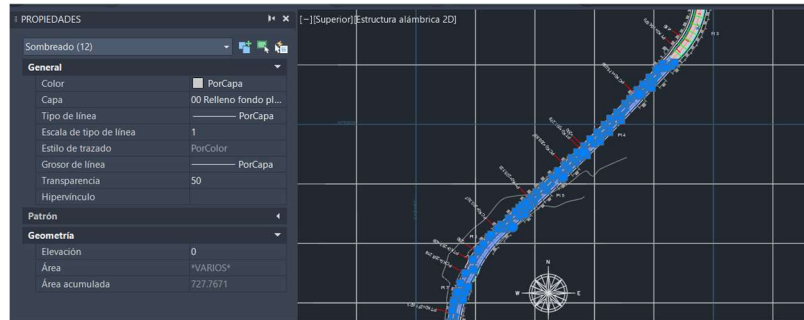 PROPIEDADES
[−][Superior][Estructura alámbrica 2D]
Sombreado (12)
General
Color PorCapa
Capa 00 Relleno fondo pl...
Tipo de línea PorCapa
Escala de tipo de línea 1
Estilo de trazado PorColor
Grosor de línea PorCapa
Transparencia 50
Hipervínculo
Patrón
Geometría
Elevación 0
Área *VARIOS*
Área acumulada 727.7671
PI 4
N
W
E